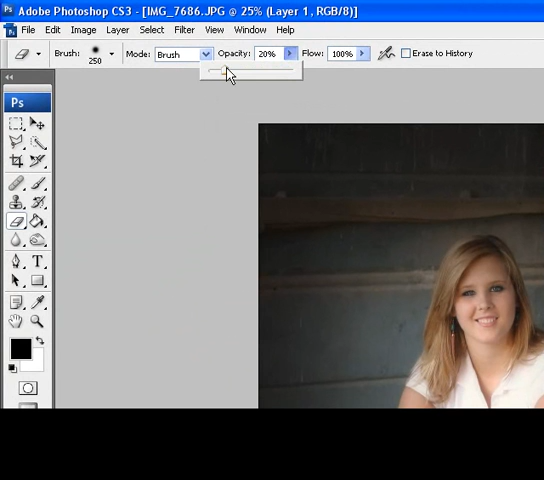 Adobe Photoshop CS3 - [IMG_7686.JPG @ 25% (Layer 1, RGB/8)]
File Edit Image Layer Select Filter View Window Help
Brush: 250 Mode: Brush Opacity: 20% Flow: 100% Erase to History
Ps
T